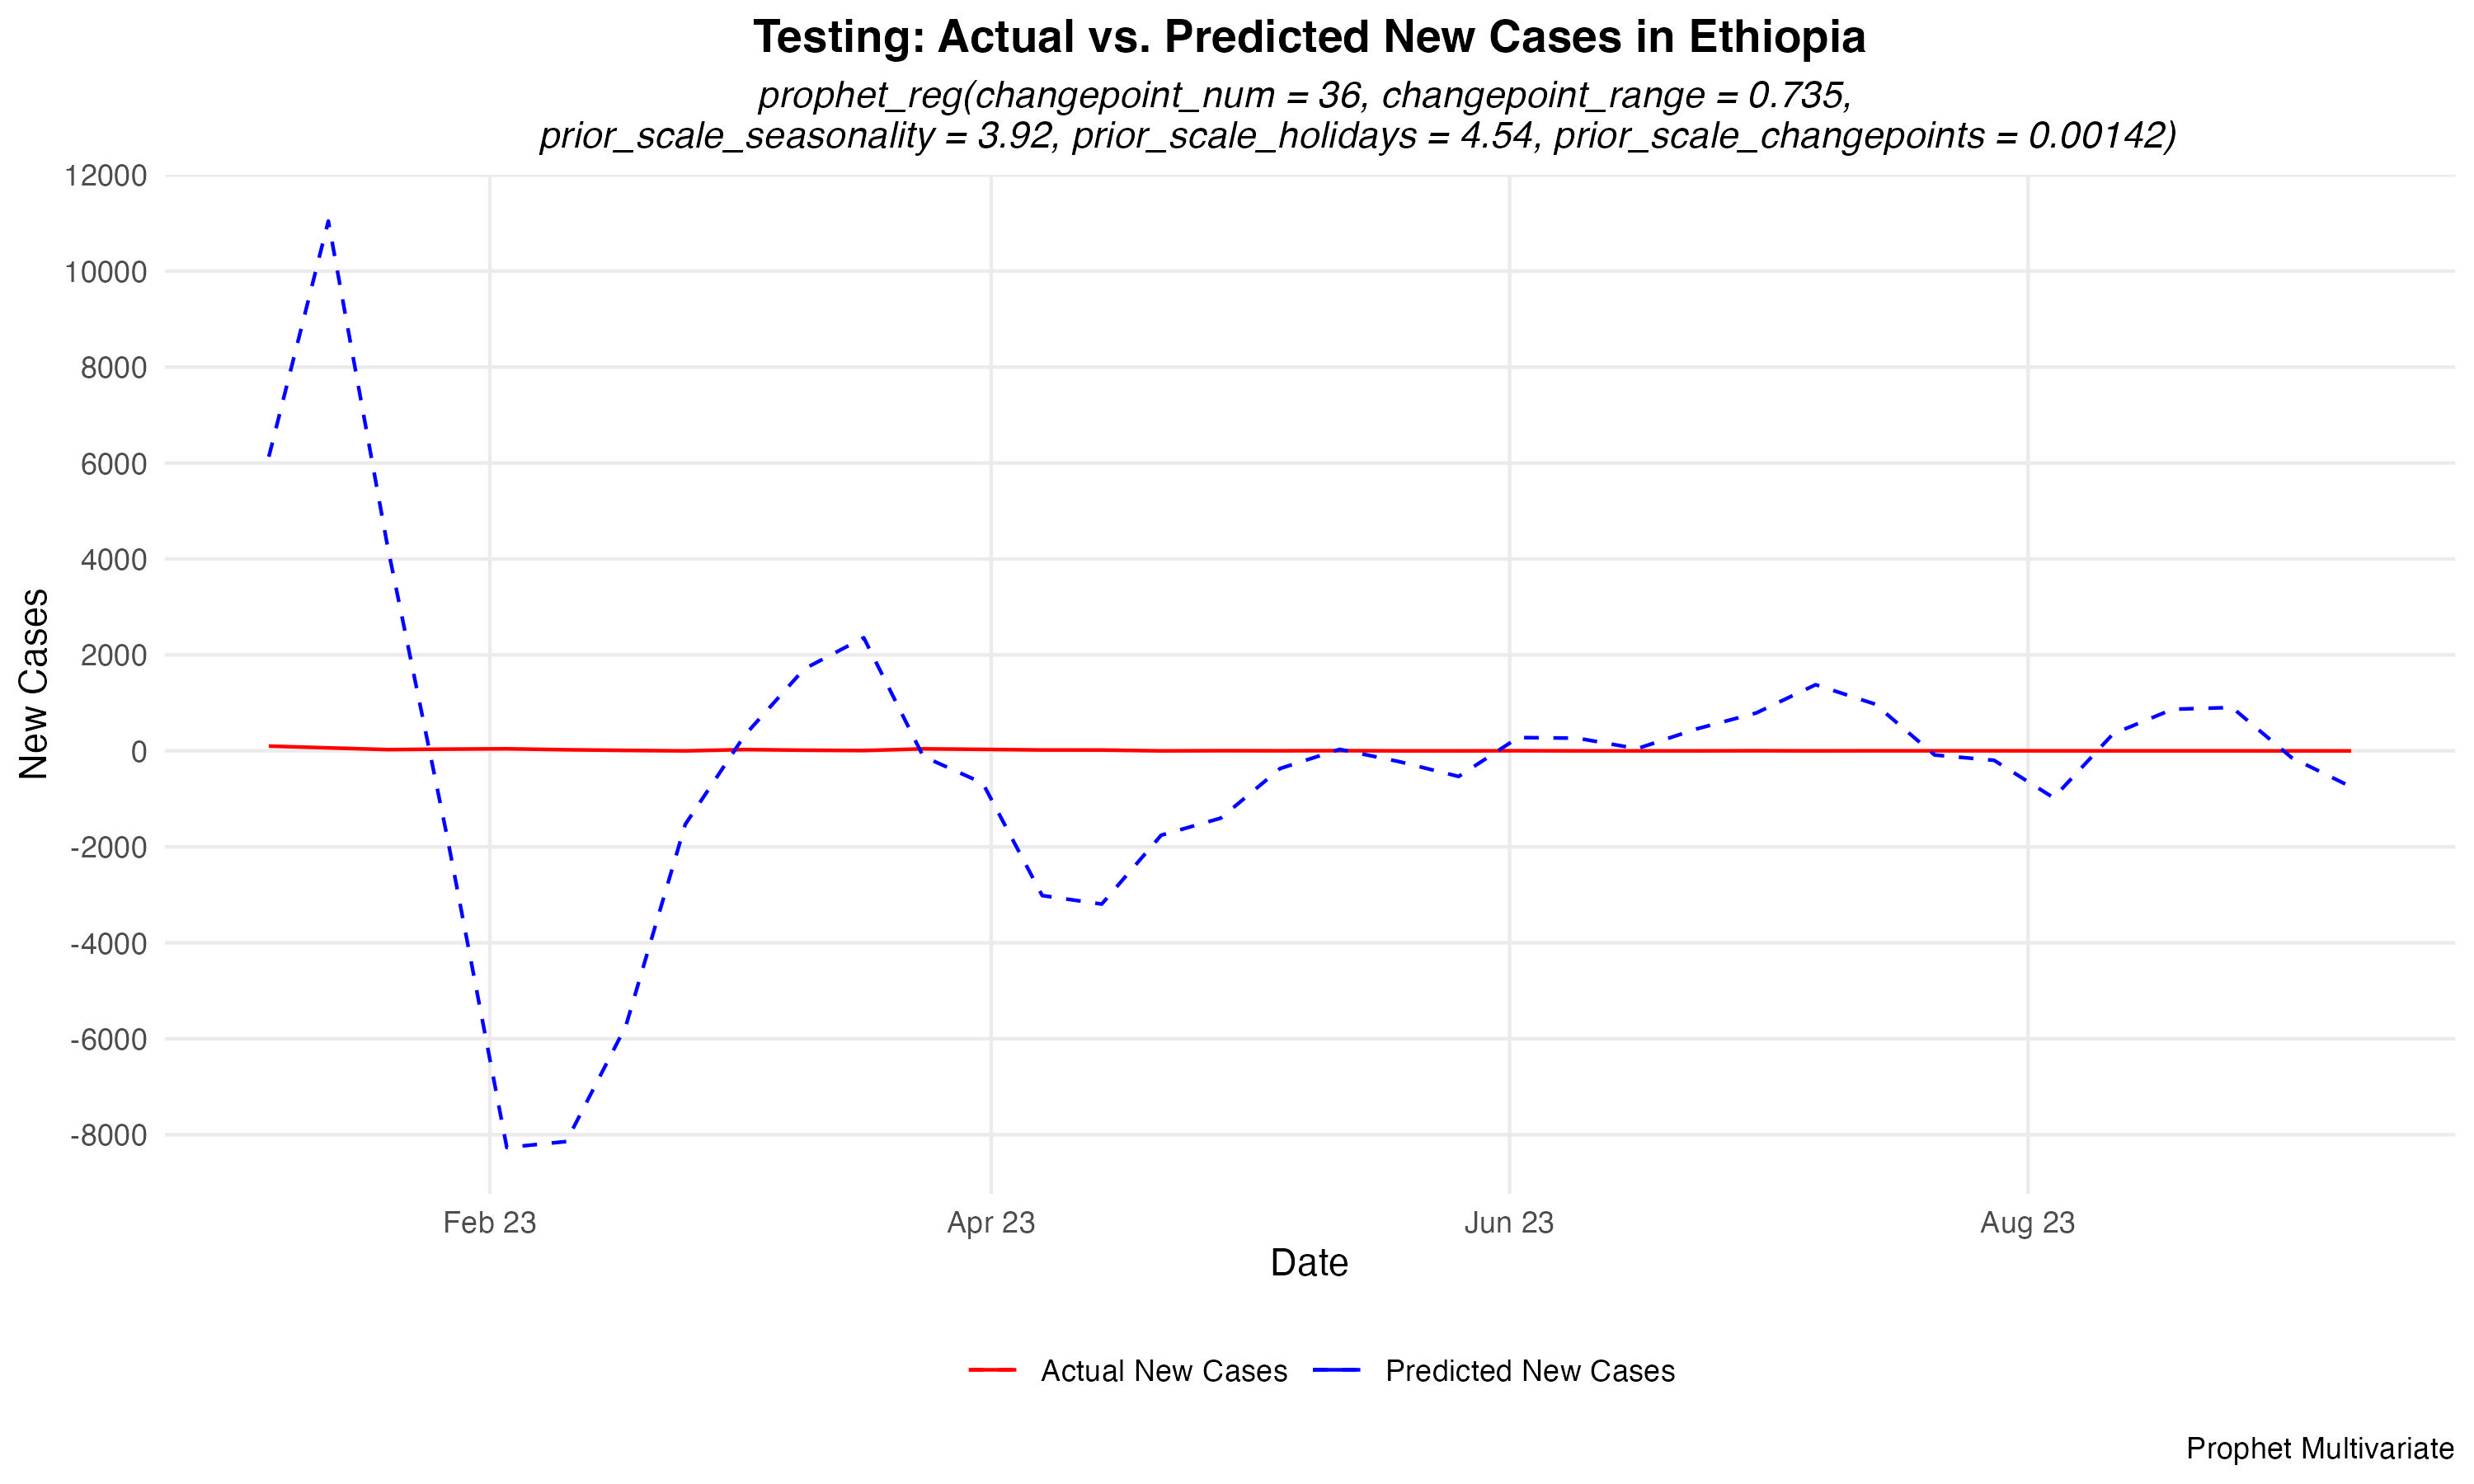 Testing: Actual vs. Predicted New Cases in Ethiopia
prophet_reg(changepoint_num = 36, changepoint_range = 0.735,
prior_scale_seasonality = 3.92, prior_scale_holidays = 4.54, prior_scale_changepoints = 0.00142)
12000
10000
8000
6000
4000
2000
0
-2000
-4000
-6000
-8000
New Cases
Feb 23
Apr 23
Jun 23
Aug 23
Date
Actual New Cases
Predicted New Cases
Prophet Multivariate